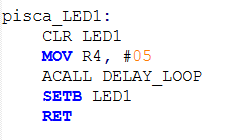 pisca_LED1:
CLR LED1
MOV R4, #05
ACALL DELAY_LOOP
SETB LED1
RET